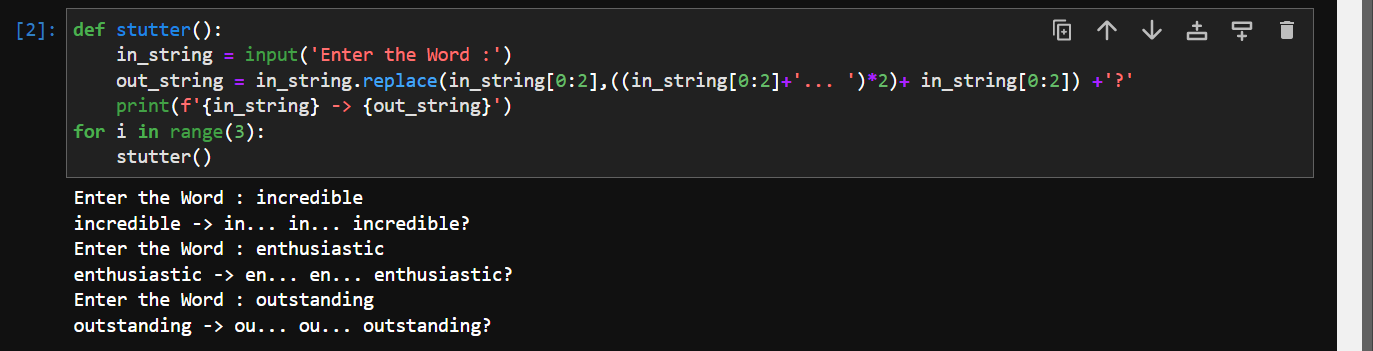 [2]: def stutter():
    in_string = input('Enter the Word :')
    out_string = in_string.replace(in_string[0:2],((in_string[0:2]+'... ')*2)+ in_string[0:2]) +'?'
    print(f'{in_string} -> {out_string}')
for i in range(3):
    stutter()
Enter the Word : incredible
incredible -> in... in... incredible?
Enter the Word : enthusiastic
enthusiastic -> en... en... enthusiastic?
Enter the Word : outstanding
outstanding -> ou... ou... outstanding?